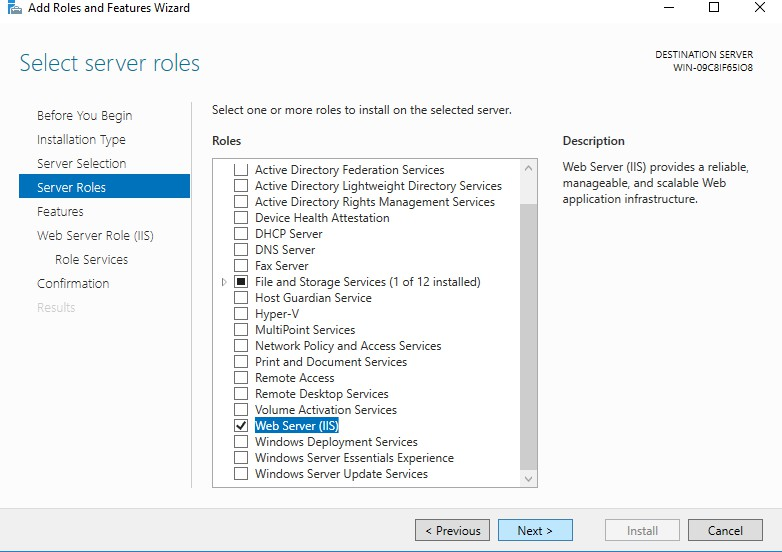 Add Roles and Features Wizard
Select server roles
DESTINATION SERVER
WIN-09C8IF65IO8
Before You Begin
Installation Type
Server Selection
Server Roles
Features
Web Server Role (IIS)
Role Services
Confirmation
Results
Select one or more roles to install on the selected server.
Roles
Active Directory Federation Services
Active Directory Lightweight Directory Services
Active Directory Rights Management Services
Device Health Attestation
DHCP Server
DNS Server
Fax Server
File and Storage Services (1 of 12 installed)
Host Guardian Service
Hyper-V
MultiPoint Services
Network Policy and Access Services
Print and Document Services
Remote Access
Remote Desktop Services
Volume Activation Services
Web Server (IIS)
Windows Deployment Services
Windows Server Essentials Experience
Windows Server Update Services
Description
Web Server (IIS) provides a reliable,
manageable, and scalable Web
application infrastructure.
< Previous
Next >
Install
Cancel